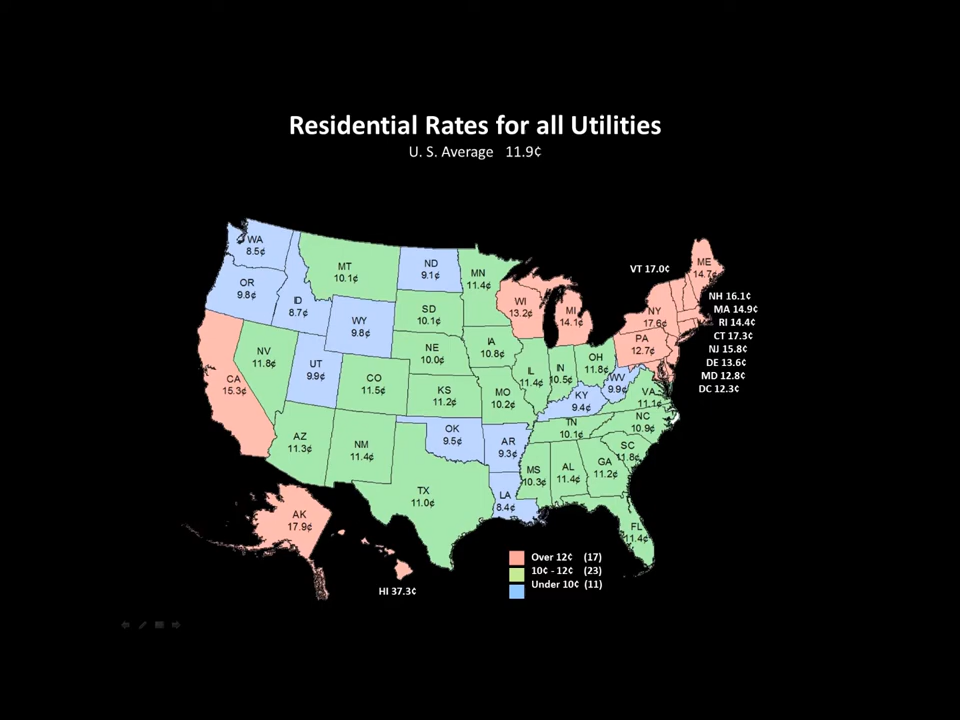 Residential Rates for all Utilities
U. S. Average 11.9¢
WA
8.5¢
OR
9.8¢
ID
8.7¢
MT
10.1¢
ND
9.1¢
MN
11.4¢
WI
13.2¢
MI
14.1¢
VT 17.0¢
ME
14.7¢
NH 16.1¢
MA 14.9¢
RI 14.4¢
CT 17.3¢
NJ 15.8¢
DE 13.6¢
MD 12.8¢
DC 12.3¢
NY
17.6¢
PA
12.7¢
WY
9.8¢
SD
10.1¢
NE
10.0¢
IA
10.8¢
IL
11.4¢
IN
10.5¢
OH
11.8¢
WV
9.9¢
VA
11.1¢
NV
11.8¢
UT
9.9¢
CA
15.3¢
CO
11.5¢
KS
11.2¢
MO
10.2¢
KY
9.4¢
TN
10.1¢
NC
10.9¢
SC
11.8¢
AZ
11.3¢
NM
11.4¢
OK
9.5¢
AR
9.3¢
MS
10.3¢
AL
11.4¢
GA
11.2¢
TX
11.0¢
LA
8.4¢
FL
11.4¢
AK
17.9¢
HI 37.3¢
Over 12¢ (17)
10¢ - 12¢ (23)
Under 10¢ (11)